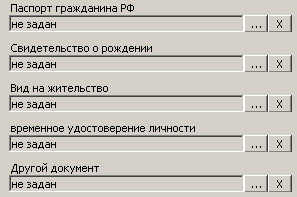 Паспорт гражданина РФ
не задан ... X
Свидетельство о рождении
не задан ... X
Вид на жительство
не задан ... X
временное удостоверение личности
не задан ... X
Другой документ
не задан ... X